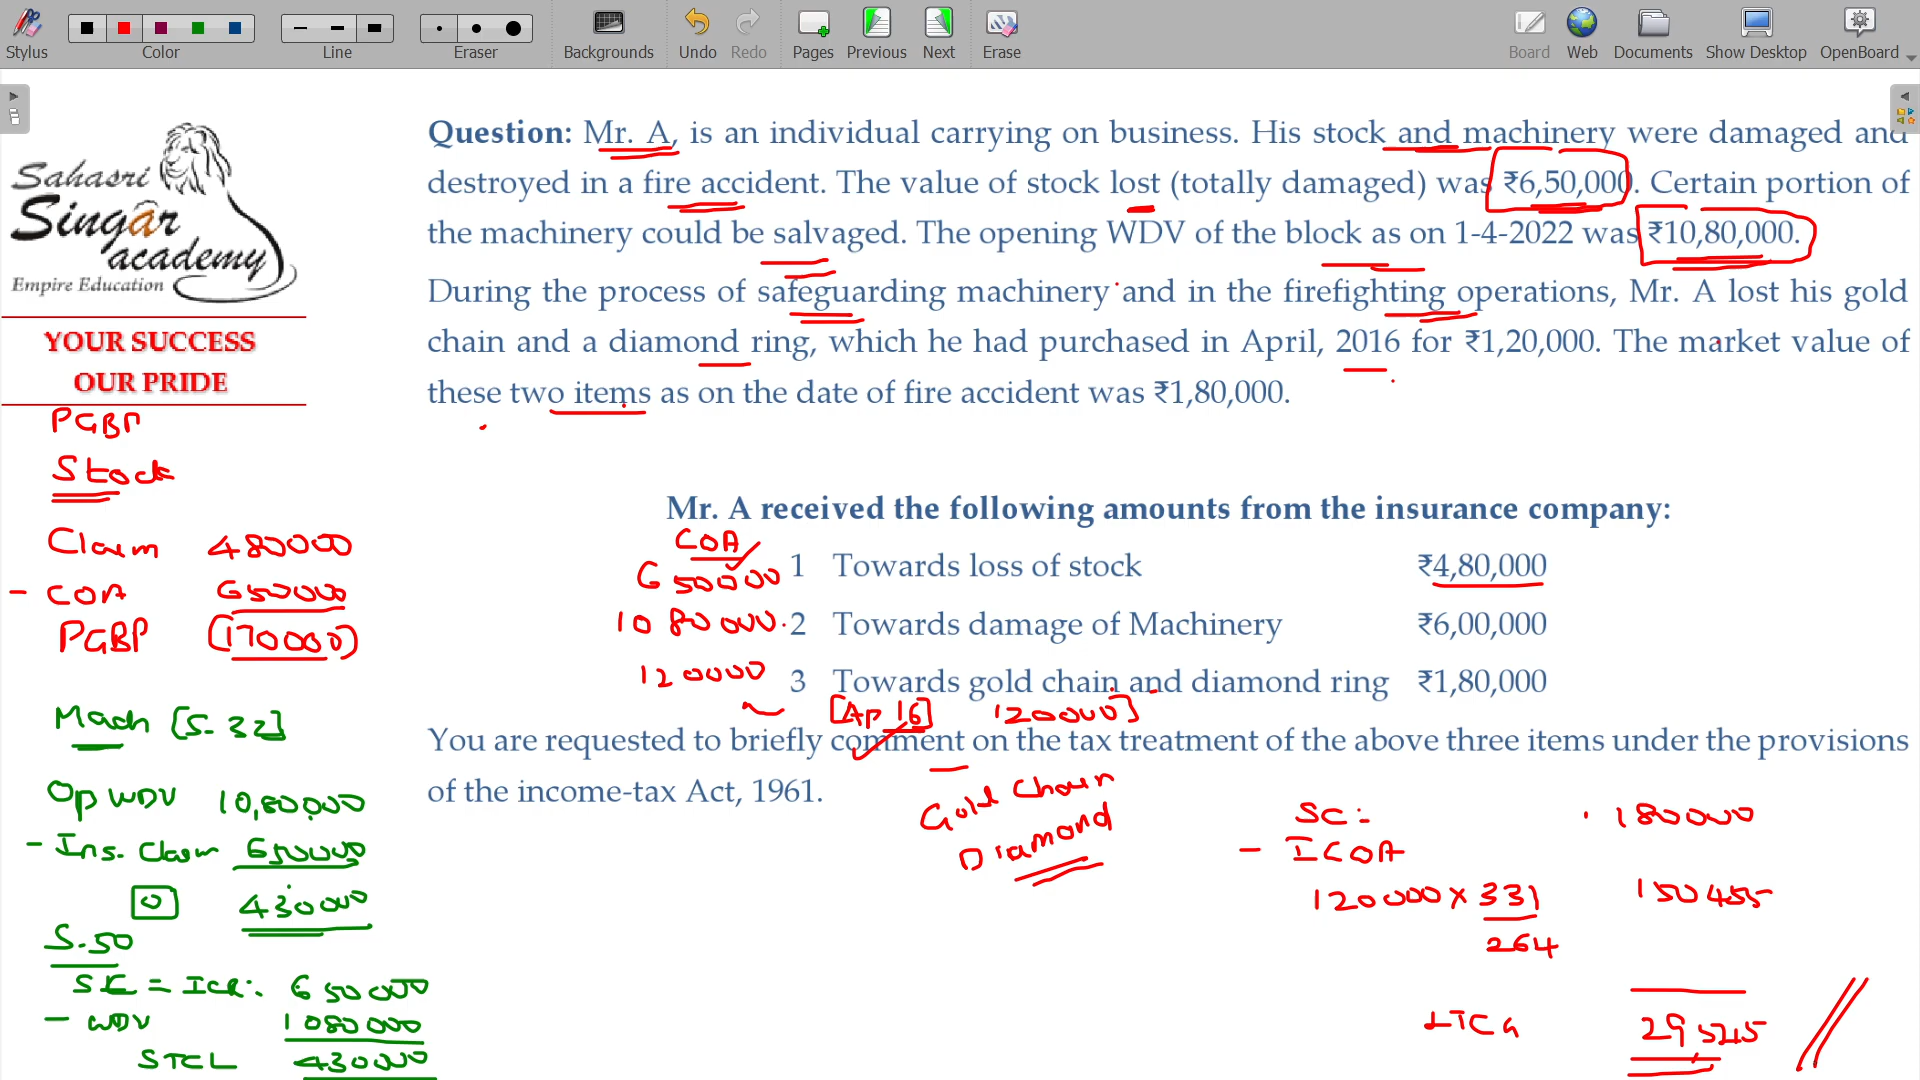 Stylus Color Line Eraser Backgrounds Undo Redo Pages Previous Next Erase Board Web Documents Show Desktop OpenBoard
Sahasri
Singar
academy
Empire Education
YOUR SUCCESS
OUR PRIDE
Question: Mr. A, is an individual carrying on business. His stock and machinery were damaged and
destroyed in a fire accident. The value of stock lost (totally damaged) was ₹6,50,000. Certain portion of
the machinery could be salvaged. The opening WDV of the block as on 1-4-2022 was ₹10,80,000.
During the process of safeguarding machinery and in the firefighting operations, Mr. A lost his gold
chain and a diamond ring, which he had purchased in April, 2016 for ₹1,20,000. The market value of
these two items as on the date of fire accident was ₹1,80,000.
Mr. A received the following amounts from the insurance company:
COA
650000 1 Towards loss of stock ₹4,80,000
1080000 2 Towards damage of Machinery ₹6,00,000
120000 3 Towards gold chain and diamond ring ₹1,80,000
[Ap 16] 120000]
You are requested to briefly comment on the tax treatment of the above three items under the provisions
of the income-tax Act, 1961.
PGBP
Stock
Claim 480000
- COA 650000
PGBP (170000)
Mach [S-32]
Op WDV 10,80,000
- Ins. Claim 650000
0 430000
S-50
SC = ICR: 650000
- WDV 1080000
STCL 430000
Gold Chain
Diamond
SC: 180000
- ICOA
120000 x 331 150455
264
LTCG 29,545